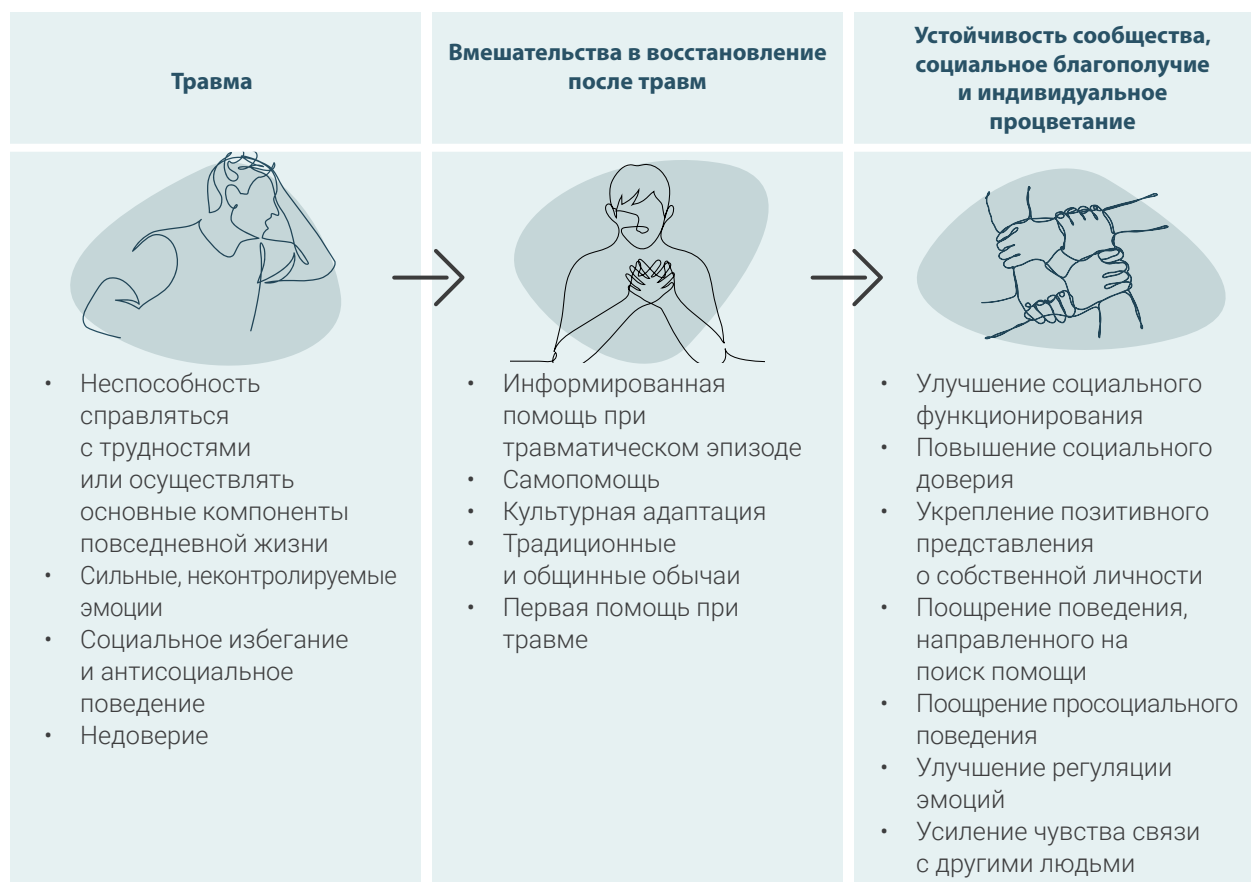 Травма
Вмешательства в восстановление
после травм
Устойчивость сообщества,
социальное благополучие
и индивидуальное
процветание
• Неспособность
справляться
с трудностями
или осуществлять
основные компоненты
повседневной жизни
• Сильные, неконтролируемые
эмоции
• Социальное избегание
и антисоциальное
поведение
• Недоверие
• Информированная
помощь при
травматическом эпизоде
• Самопомощь
• Культурная адаптация
• Традиционные
и общинные обычаи
• Первая помощь при
травме
• Улучшение социального
функционирования
• Повышение социального
доверия
• Укрепление позитивного
представления
о собственной личности
• Поощрение поведения,
направленного на
поиск помощи
• Поощрение просоциального
поведения
• Улучшение регуляции
эмоций
• Усиление чувства связи
с другими людьми